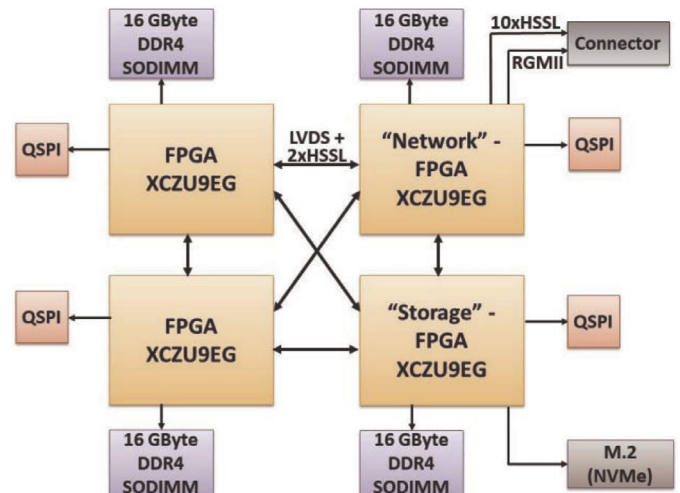 16 GByte
DDR4
SODIMM
16 GByte
DDR4
SODIMM
10xHSSL
RGMII
Connector
QSPI
FPGA
XCZU9EG
LVDS +
2xHSSL
“Network” -
FPGA
XCZU9EG
QSPI
QSPI
FPGA
XCZU9EG
“Storage” -
FPGA
XCZU9EG
QSPI
16 GByte
DDR4
SODIMM
16 GByte
DDR4
SODIMM
M.2
(NVMe)